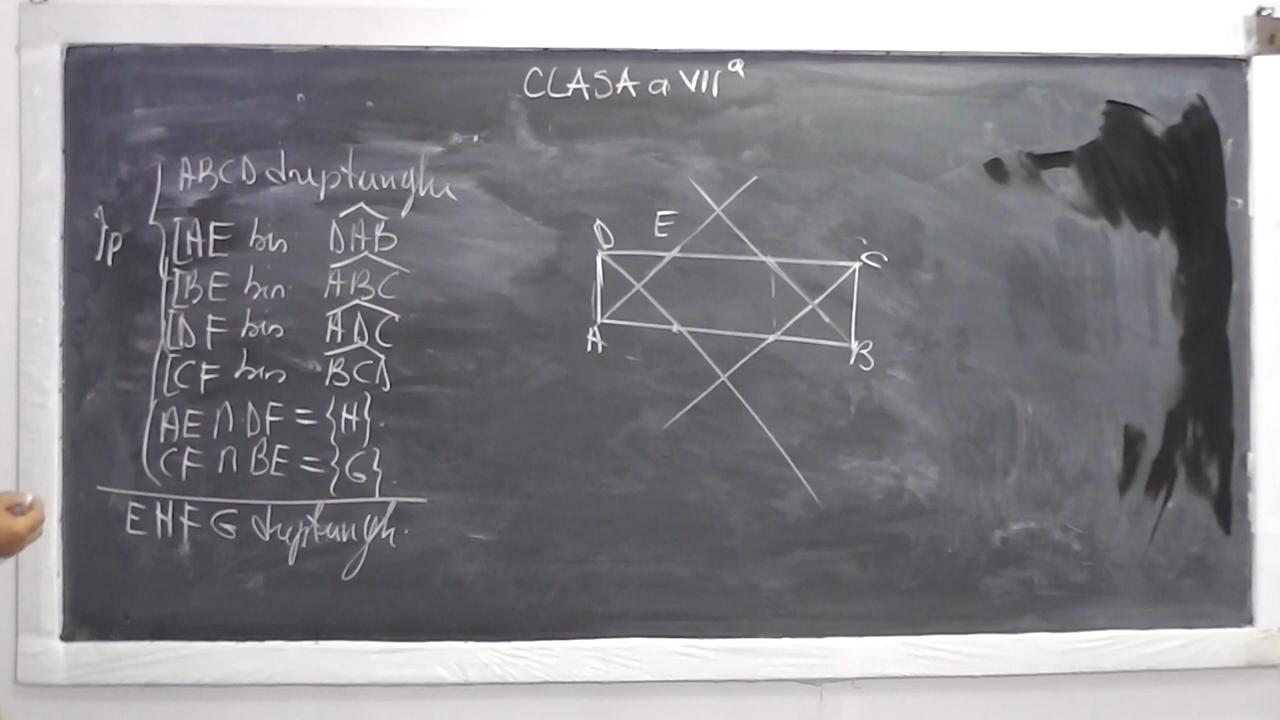 CLASA a VII a
ABCD dreptunghi
Ip
[AE bis DAB
[BE bis ABC
[DF bis ADC
[CF bis BCD
AE ∩ DF = {H}.
CF ∩ BE = {G}.
EHFG dreptungh.
D E C
A B